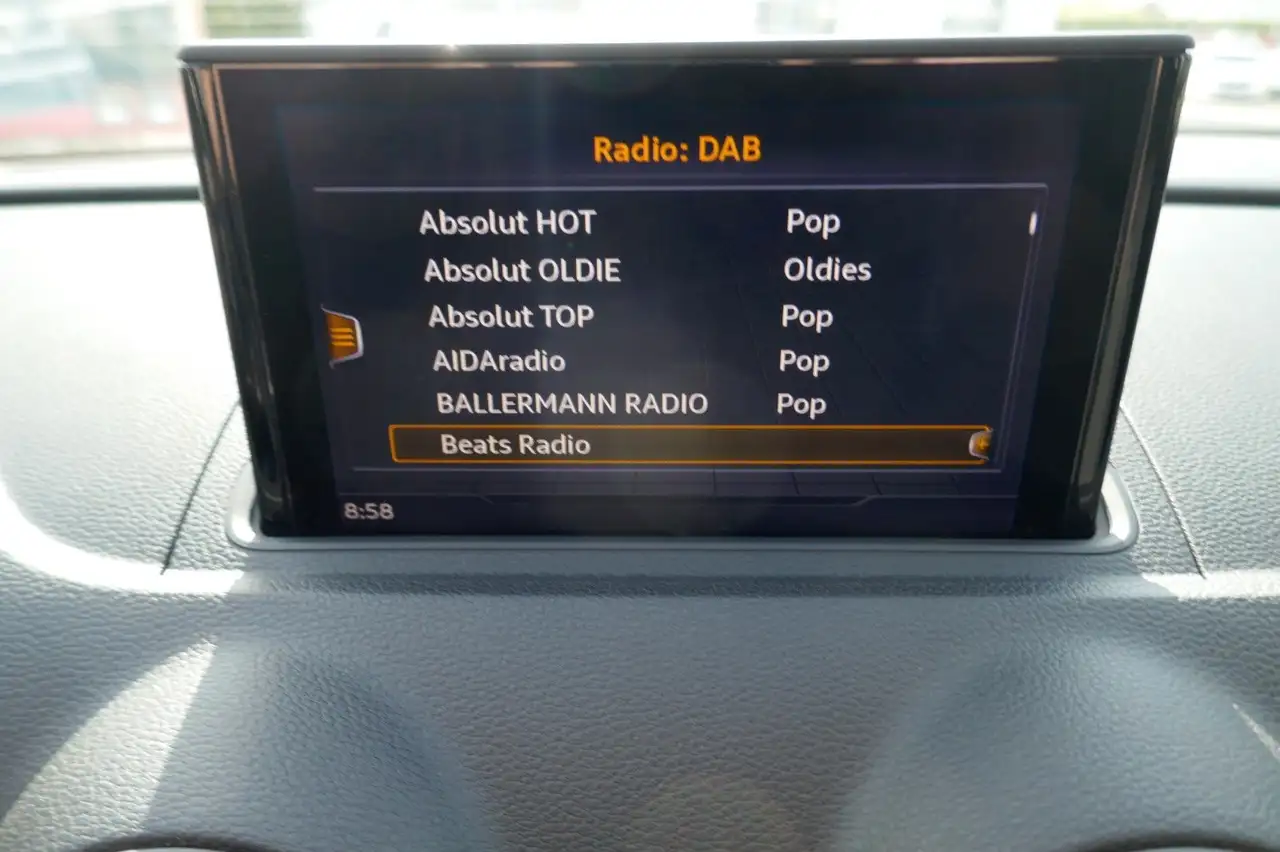 Radio: DAB
Absolut HOT Pop
Absolut OLDIE Oldies
Absolut TOP Pop
AIDAradio Pop
BALLERMANN RADIO Pop
Beats Radio
8:58